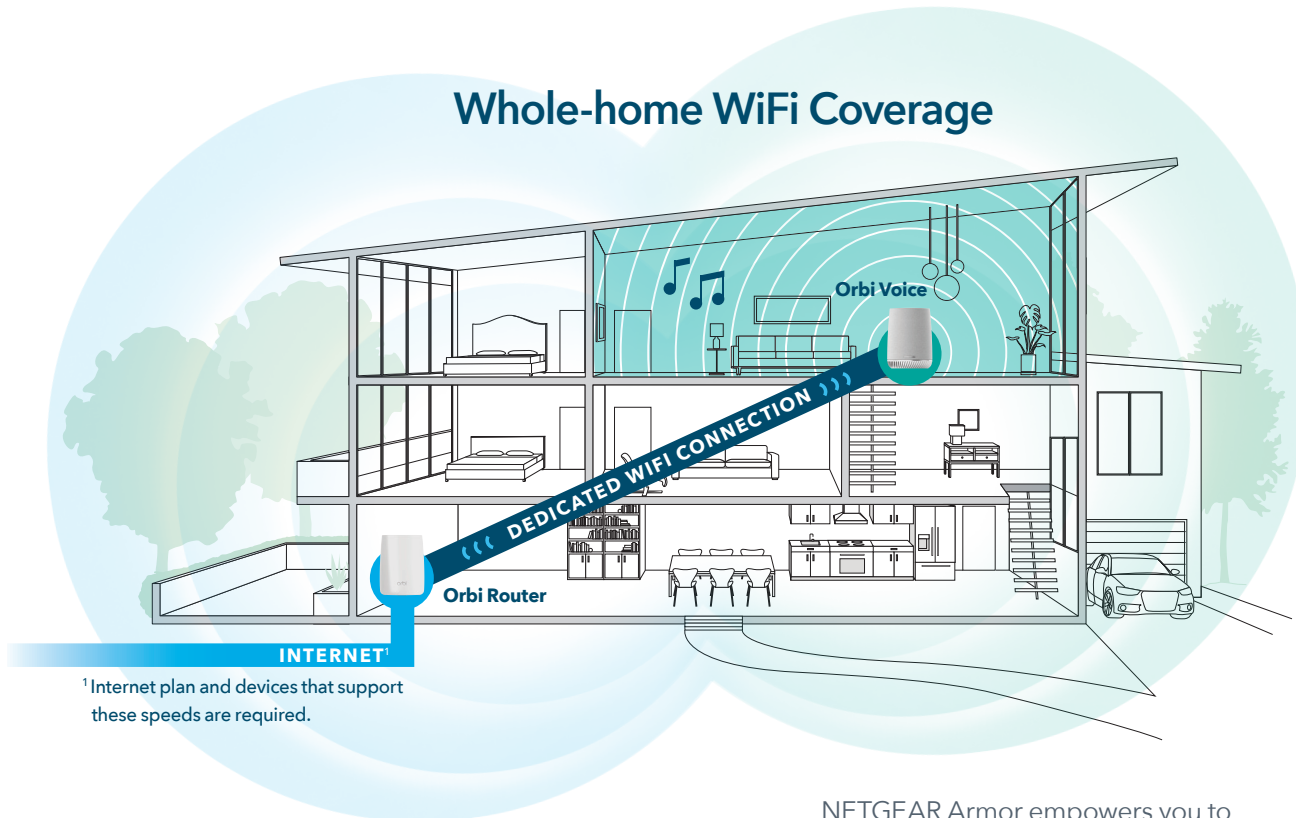 Whole-home WiFi Coverage
Orbi Voice
DEDICATED WIFI CONNECTION
Orbi Router
INTERNET¹
¹ Internet plan and devices that support
these speeds are required.
NETGEAR Armor empowers you to